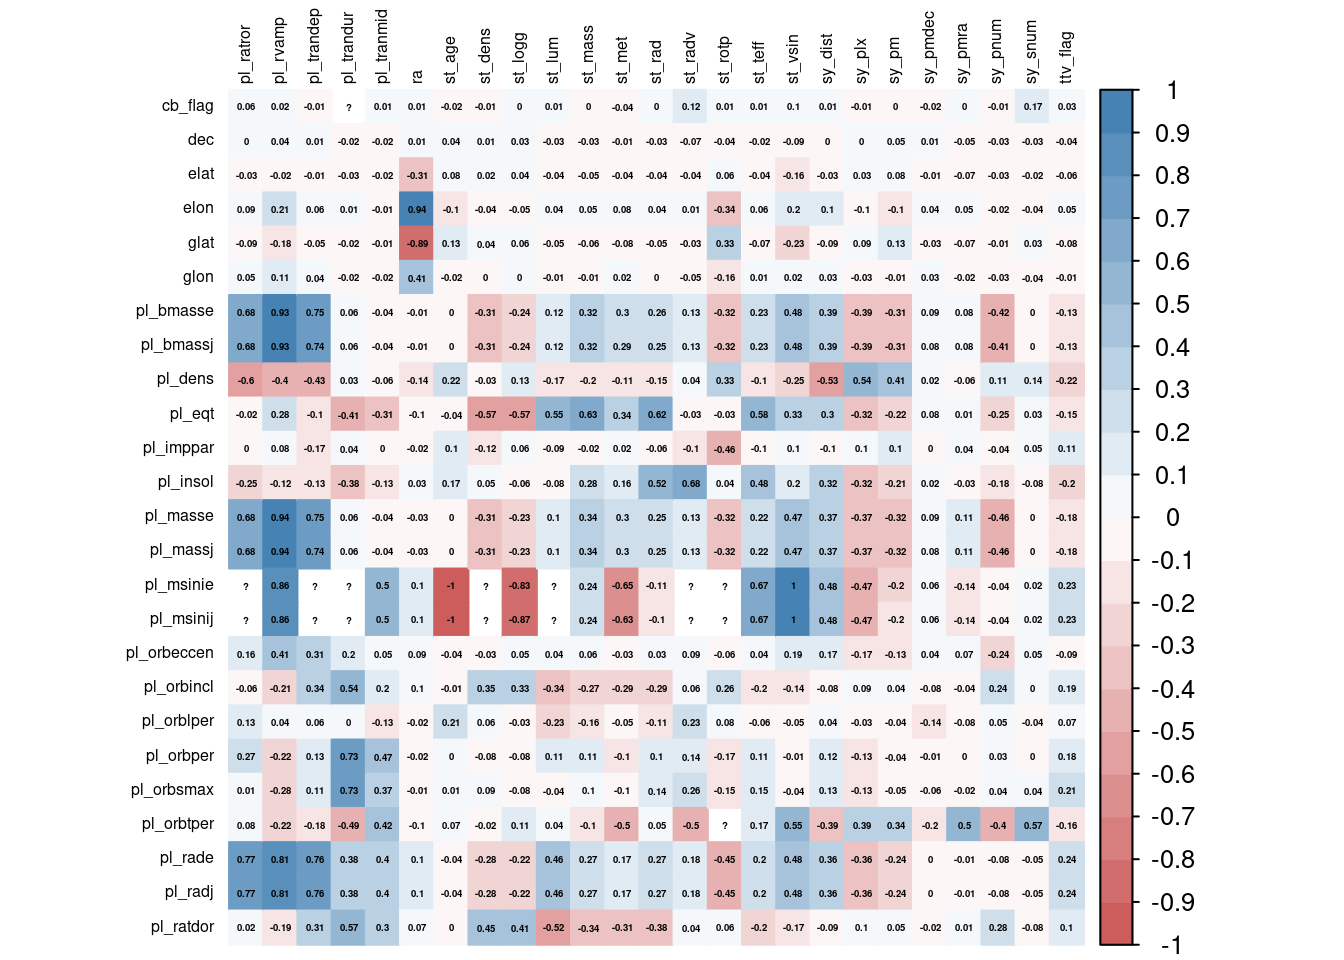 pl_ratror pl_rvamp pl_trandep pl_trandur pl_tranmid ra st_age st_dens st_logg st_lum st_mass st_met st_rad st_radv st_rotp st_teff st_vsin sy_dist sy_plx sy_pm sy_pmdec sy_pmra sy_pnum sy_snum ttv_flag
cb_flag 0.06 0.02 -0.01 ? 0.01 0.01 -0.02 -0.01 0 0.01 0 -0.04 0 0.12 0.01 0.01 0.1 0.01 -0.01 0 -0.02 0 -0.01 0.17 0.03
dec 0 0.04 0.01 -0.02 -0.02 0.01 0.04 0.01 0.03 -0.03 -0.03 -0.01 -0.03 -0.07 -0.04 -0.02 -0.09 0 0 0.05 0.01 -0.05 -0.03 -0.03 -0.04
elat -0.03 -0.02 -0.01 -0.03 -0.02 -0.31 0.08 0.02 0.04 -0.04 -0.05 -0.04 -0.04 -0.04 0.06 -0.04 -0.16 -0.03 0.03 0.08 -0.01 -0.07 -0.03 -0.02 -0.06
elon 0.09 0.21 0.06 0.01 -0.01 0.94 -0.1 -0.04 -0.05 0.04 0.05 0.08 0.04 0.01 -0.34 0.06 0.2 0.1 -0.1 -0.1 0.04 0.05 -0.02 -0.04 0.05
glat -0.09 -0.18 -0.05 -0.02 -0.01 -0.89 0.13 0.04 0.06 -0.05 -0.06 -0.08 -0.05 -0.03 0.33 -0.07 -0.23 -0.09 0.09 0.13 -0.03 -0.07 -0.01 0.03 -0.08
glon 0.05 0.11 0.04 -0.02 -0.02 0.41 -0.02 0 0 -0.01 -0.01 0.02 0 -0.05 -0.16 0.01 0.02 0.03 -0.03 -0.01 0.03 -0.02 -0.03 -0.04 -0.01
pl_bmasse 0.68 0.93 0.75 0.06 -0.04 -0.01 0 -0.31 -0.24 0.12 0.32 0.3 0.26 0.13 -0.32 0.23 0.48 0.39 -0.39 -0.31 0.09 0.08 -0.42 0 -0.13
pl_bmassj 0.68 0.93 0.74 0.06 -0.04 -0.01 0 -0.31 -0.24 0.12 0.32 0.29 0.25 0.13 -0.32 0.23 0.48 0.39 -0.39 -0.31 0.08 0.08 -0.41 0 -0.13
pl_dens -0.6 -0.4 -0.43 0.03 -0.06 -0.14 0.22 -0.03 0.13 -0.17 -0.2 -0.11 -0.15 0.04 0.33 -0.1 -0.25 -0.53 0.54 0.41 0.02 -0.06 0.11 0.14 -0.22
pl_eqt -0.02 0.28 -0.1 -0.41 -0.31 -0.1 -0.04 -0.57 -0.57 0.55 0.63 0.34 0.62 -0.03 -0.03 0.58 0.33 0.3 -0.32 -0.22 0.08 0.01 -0.25 0.03 -0.15
pl_imppar 0 0.08 -0.17 0.04 0 -0.02 0.1 -0.12 0.06 -0.09 -0.02 0.02 -0.06 -0.1 -0.46 -0.1 0.1 -0.1 0.1 0.1 0 0.04 -0.04 0.05 0.11
pl_insol -0.25 -0.12 -0.13 -0.38 -0.13 0.03 0.17 0.05 -0.06 -0.08 0.28 0.16 0.52 0.68 0.04 0.48 0.2 0.32 -0.32 -0.21 0.02 -0.03 -0.18 -0.08 -0.2
pl_masse 0.68 0.94 0.75 0.06 -0.04 -0.03 0 -0.31 -0.23 0.1 0.34 0.3 0.25 0.13 -0.32 0.22 0.47 0.37 -0.37 -0.32 0.09 0.11 -0.46 0 -0.18
pl_massj 0.68 0.94 0.74 0.06 -0.04 -0.03 0 -0.31 -0.23 0.1 0.34 0.3 0.25 0.13 -0.32 0.22 0.47 0.37 -0.37 -0.32 0.08 0.11 -0.46 0 -0.18
pl_msinie ? 0.86 ? ? 0.5 0.1 -1 ? -0.83 ? 0.24 -0.65 -0.11 ? ? 0.67 1 0.48 -0.47 -0.2 0.06 -0.14 -0.04 0.02 0.23
pl_msinij ? 0.86 ? ? 0.5 0.1 -1 ? -0.87 ? 0.24 -0.63 -0.1 ? ? 0.67 1 0.48 -0.47 -0.2 0.06 -0.14 -0.04 0.02 0.23
pl_orbeccen 0.16 0.41 0.31 0.2 0.05 0.09 -0.04 -0.03 0.05 0.04 0.06 -0.03 0.03 0.09 -0.06 0.04 0.19 0.17 -0.17 -0.13 0.04 0.07 -0.24 0.05 -0.09
pl_orbincl -0.06 -0.21 0.34 0.54 0.2 0.1 -0.01 0.35 0.33 -0.34 -0.27 -0.29 -0.29 0.06 0.26 -0.2 -0.14 -0.08 0.09 0.04 -0.08 -0.04 0.24 0 0.19
pl_orblper 0.13 0.04 0.06 0 -0.13 -0.02 0.21 0.06 -0.03 -0.23 -0.16 -0.05 -0.11 0.23 0.08 -0.06 -0.05 0.04 -0.03 -0.04 -0.14 -0.08 0.05 -0.04 0.07
pl_orbper 0.27 -0.22 0.13 0.73 0.47 -0.02 0 -0.08 -0.08 0.11 0.11 -0.1 0.1 0.14 -0.17 0.11 -0.01 0.12 -0.13 -0.04 -0.01 0 0.03 0 0.18
pl_orbsmax 0.01 -0.28 0.11 0.73 0.37 -0.01 0.01 0.09 -0.08 -0.04 0.1 -0.1 0.14 0.26 -0.15 0.15 -0.04 0.13 -0.13 -0.05 -0.06 -0.02 0.04 0.04 0.21
pl_orbtper 0.08 -0.22 -0.18 -0.49 0.42 -0.1 0.07 -0.02 0.11 0.04 -0.1 -0.5 0.05 -0.5 ? 0.17 0.55 -0.39 0.39 0.34 -0.2 0.5 -0.4 0.57 -0.16
pl_rade 0.77 0.81 0.76 0.38 0.4 0.1 -0.04 -0.28 -0.22 0.46 0.27 0.17 0.27 0.18 -0.45 0.2 0.48 0.36 -0.36 -0.24 0 -0.01 -0.08 -0.05 0.24
pl_radj 0.77 0.81 0.76 0.38 0.4 0.1 -0.04 -0.28 -0.22 0.46 0.27 0.17 0.27 0.18 -0.45 0.2 0.48 0.36 -0.36 -0.24 0 -0.01 -0.08 -0.05 0.24
pl_ratdor 0.02 -0.19 0.31 0.57 0.3 0.07 0 0.45 0.41 -0.52 -0.34 -0.31 -0.38 0.04 0.06 -0.2 -0.17 -0.09 0.1 0.05 -0.02 0.01 0.28 -0.08 0.1
1
0.9
0.8
0.7
0.6
0.5
0.4
0.3
0.2
0.1
0
-0.1
-0.2
-0.3
-0.4
-0.5
-0.6
-0.7
-0.8
-0.9
-1